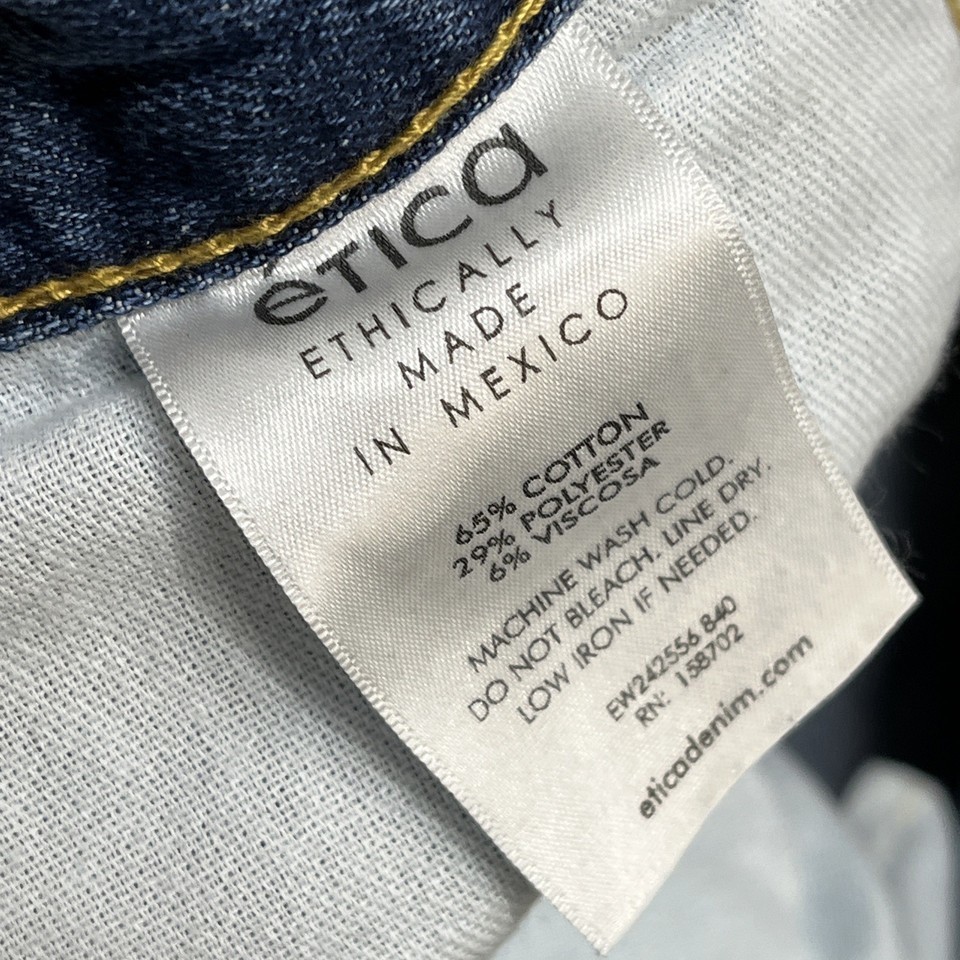 ética
ETHICALLY
MADE
IN MEXICO
65% COTTON
29% POLYESTER
6% VISCOSA
MACHINE WASH COLD.
DO NOT BLEACH. LINE DRY.
LOW IRON IF NEEDED.
EW242556 840
RN: 158702
eticadenim.com